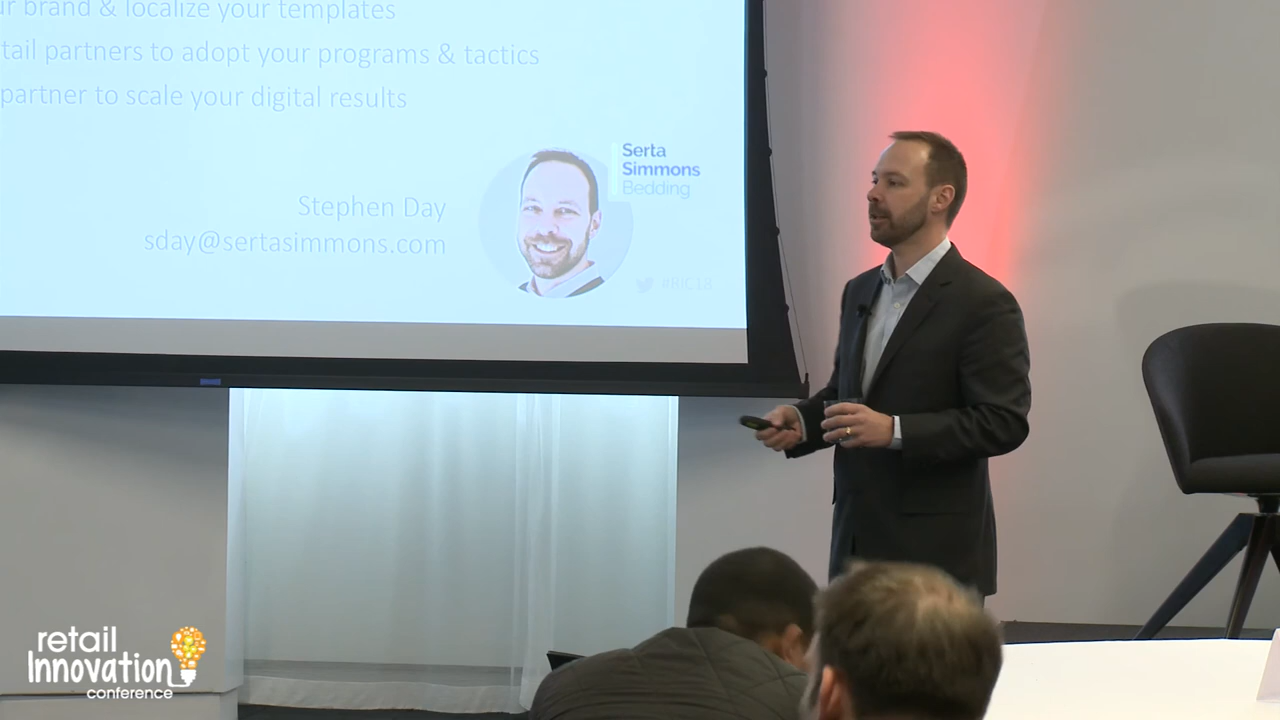 ur brand & localize your templates
tail partners to adopt your programs & tactics
partner to scale your digital results
Serta
Simmons
Bedding
Stephen Day
sday@sertasimmons.com
#RIC18
retail
Innovation
conference